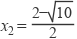 x₂ = (2−√10)/2